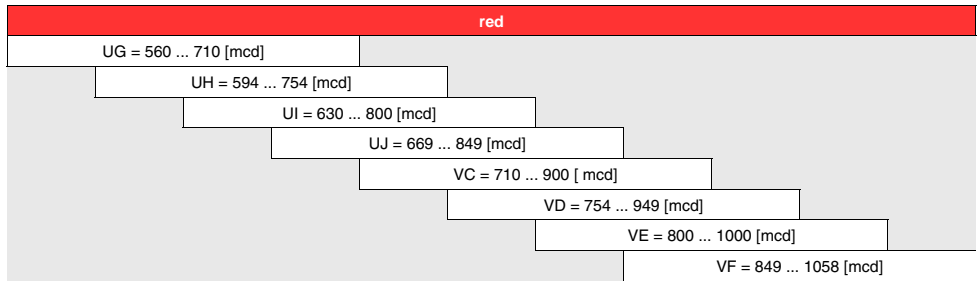 red
UG = 560 ... 710 [mcd]
UH = 594 ... 754 [mcd]
UI = 630 ... 800 [mcd]
UJ = 669 ... 849 [mcd]
VC = 710 ... 900 [ mcd]
VD = 754 ... 949 [mcd]
VE = 800 ... 1000 [mcd]
VF = 849 ... 1058 [mcd]